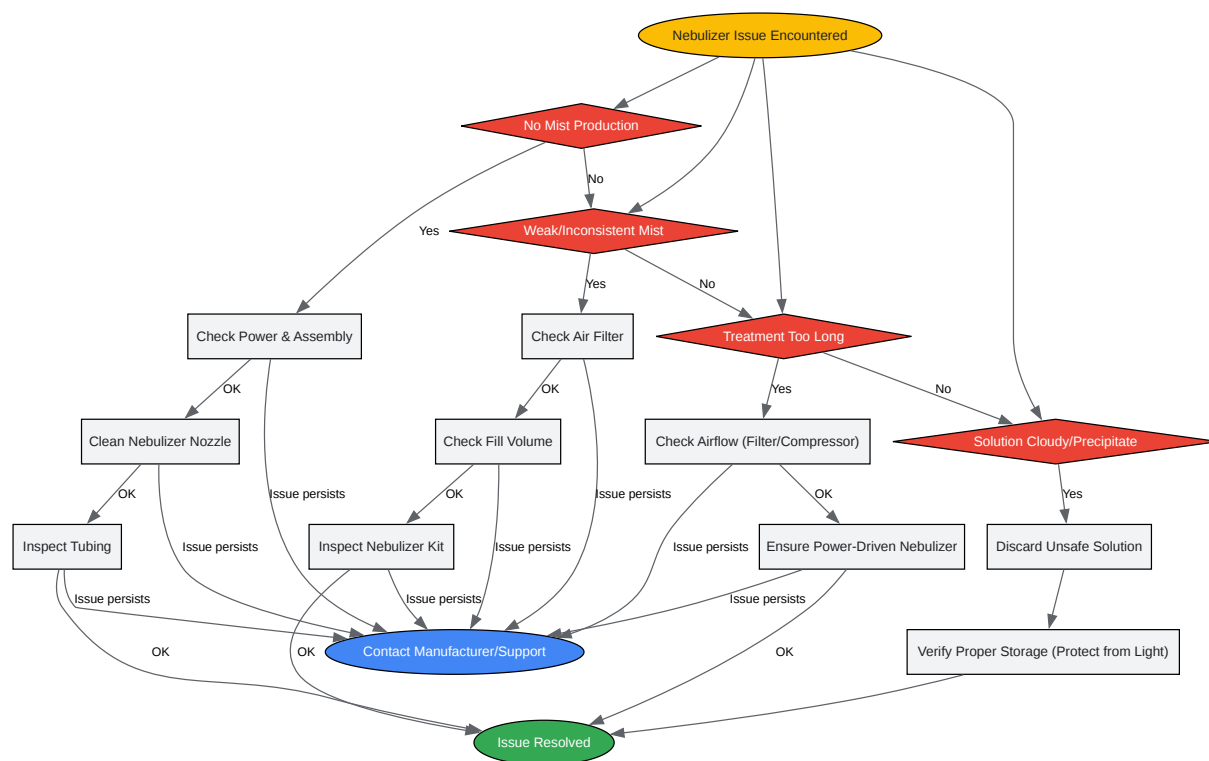 Nebulizer Issue Encountered
No Mist Production
No
Weak/Inconsistent Mist
Yes
Yes
No
Check Power & Assembly
Check Air Filter
Treatment Too Long
OK
OK
Yes
No
Clean Nebulizer Nozzle
Check Fill Volume
Check Airflow (Filter/Compressor)
Solution Cloudy/Precipitate
OK
Issue persists
OK
Issue persists
OK
Yes
Inspect Tubing
Issue persists
Inspect Nebulizer Kit
Issue persists
Issue persists
Ensure Power-Driven Nebulizer
Discard Unsafe Solution
Issue persists
Issue persists
Issue persists
OK
Contact Manufacturer/Support
OK
OK
Verify Proper Storage (Protect from Light)
Issue Resolved